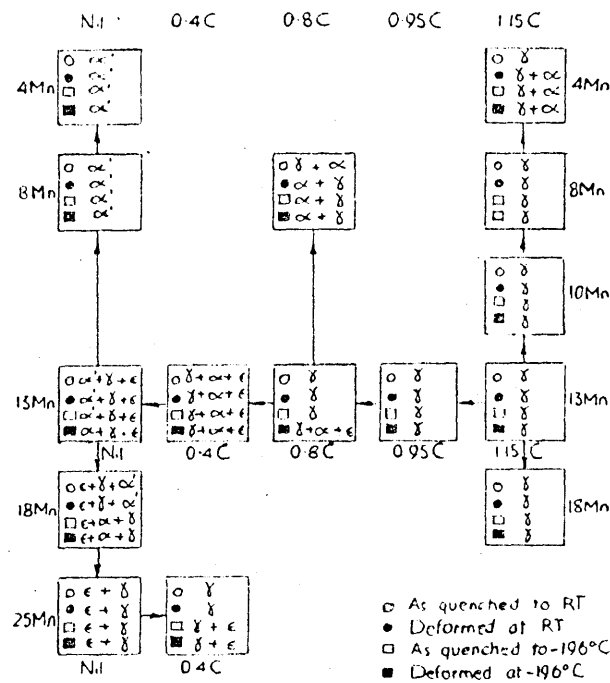 Nil 0.4C 0.8C 0.95C 1.15C
4Mn
○ α'
● α'
□ α'
■ α'
○ γ
● γ + α
□ γ + α
■ γ + α
4Mn
8Mn
○ α'
● α'
□ α'
■ α'
○ γ + α
● α + γ
□ α + γ
■ α + γ
○ γ
● γ
□ γ
■ γ
8Mn
○ γ
● γ
□ γ
■ γ
10Mn
13Mn
○ α'+γ+ε
● α'+γ+ε
□ α'+γ+ε
■ α+γ+ε
Nil
○ γ+α+ε
● γ+α+ε
□ γ+α+ε
■ γ+α+ε
0.4C
○ γ
● γ
□ γ
■ γ+α+ε
0.8C
○ γ
● γ
□ γ
■ γ
0.95C
○ γ
● γ
□ γ
■ γ
1.15C
13Mn
18Mn
○ ε+γ+α'
● ε+γ+α'
□ ε+α+γ
■ ε+α+γ
○ γ
● γ
□ γ
■ γ
18Mn
25Mn
○ ε + γ
● ε + γ
□ ε + γ
■ ε + γ
Nil
○ γ
● γ
□ γ + ε
■ γ + ε
0.4C
○ As quenched to RT
● Deformed at RT
□ As quenched to -196°C
■ Deformed at -196°C